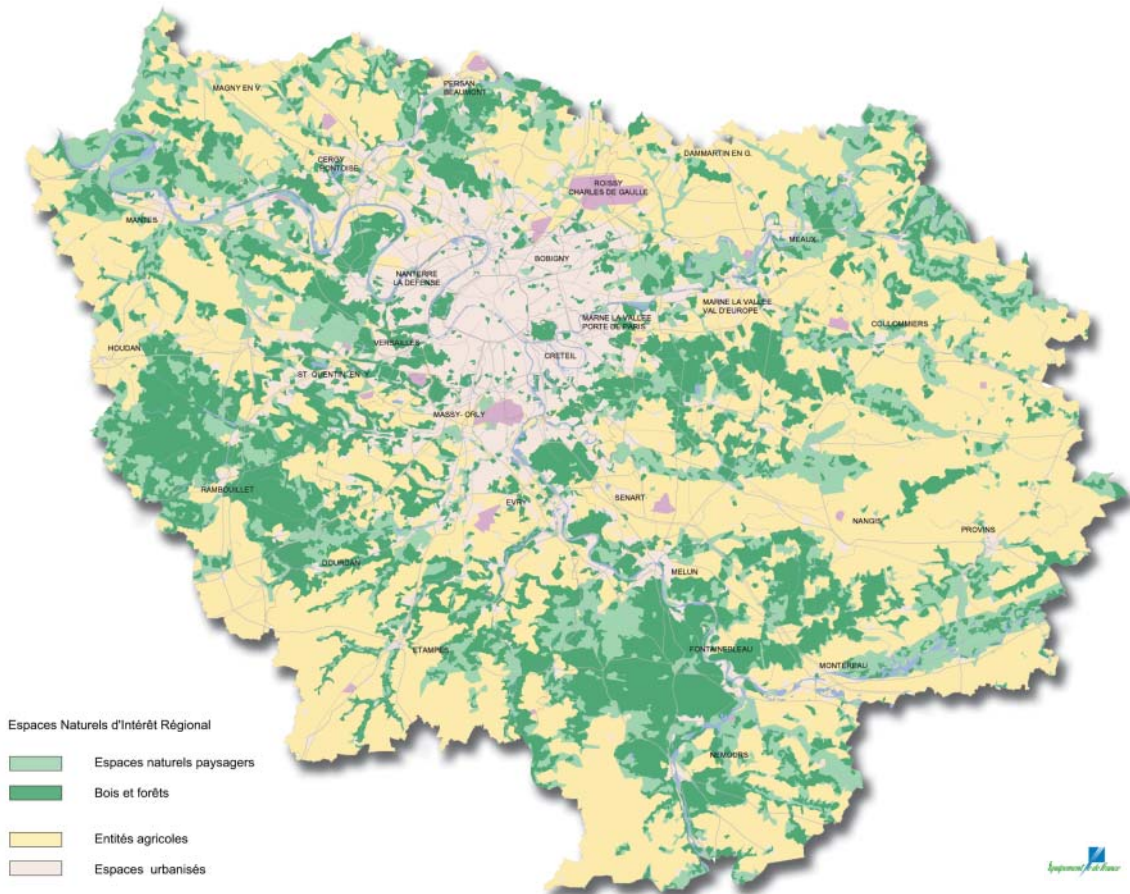 MAGNY EN V.
PERSAN-
BEAUMONT
CERGY
PONTOISE
DAMMARTIN EN G.
ROISSY
CHARLES DE GAULLE
MANTES
MEAUX
BOBIGNY
NANTERRE
LA DEFENSE
MARNE LA VALLEE
VAL D'EUROPE
MARNE LA VALLEE
PORTE DE PARIS
COLLOMMIERS
VERSAILLES
HOUDAN
CRETEIL
ST QUENTIN EN Y.
MASSY- ORLY
RAMBOUILLET
EVRY
SENART
NANGIS
PROVINS
DOURDAN
MELUN
ETAMPES
FONTAINEBLEAU
MONTEREAU
NEMOURS
Espaces Naturels d'Intérêt Régional
Espaces naturels paysagers
Bois et forêts
Entités agricoles
Espaces urbanisés